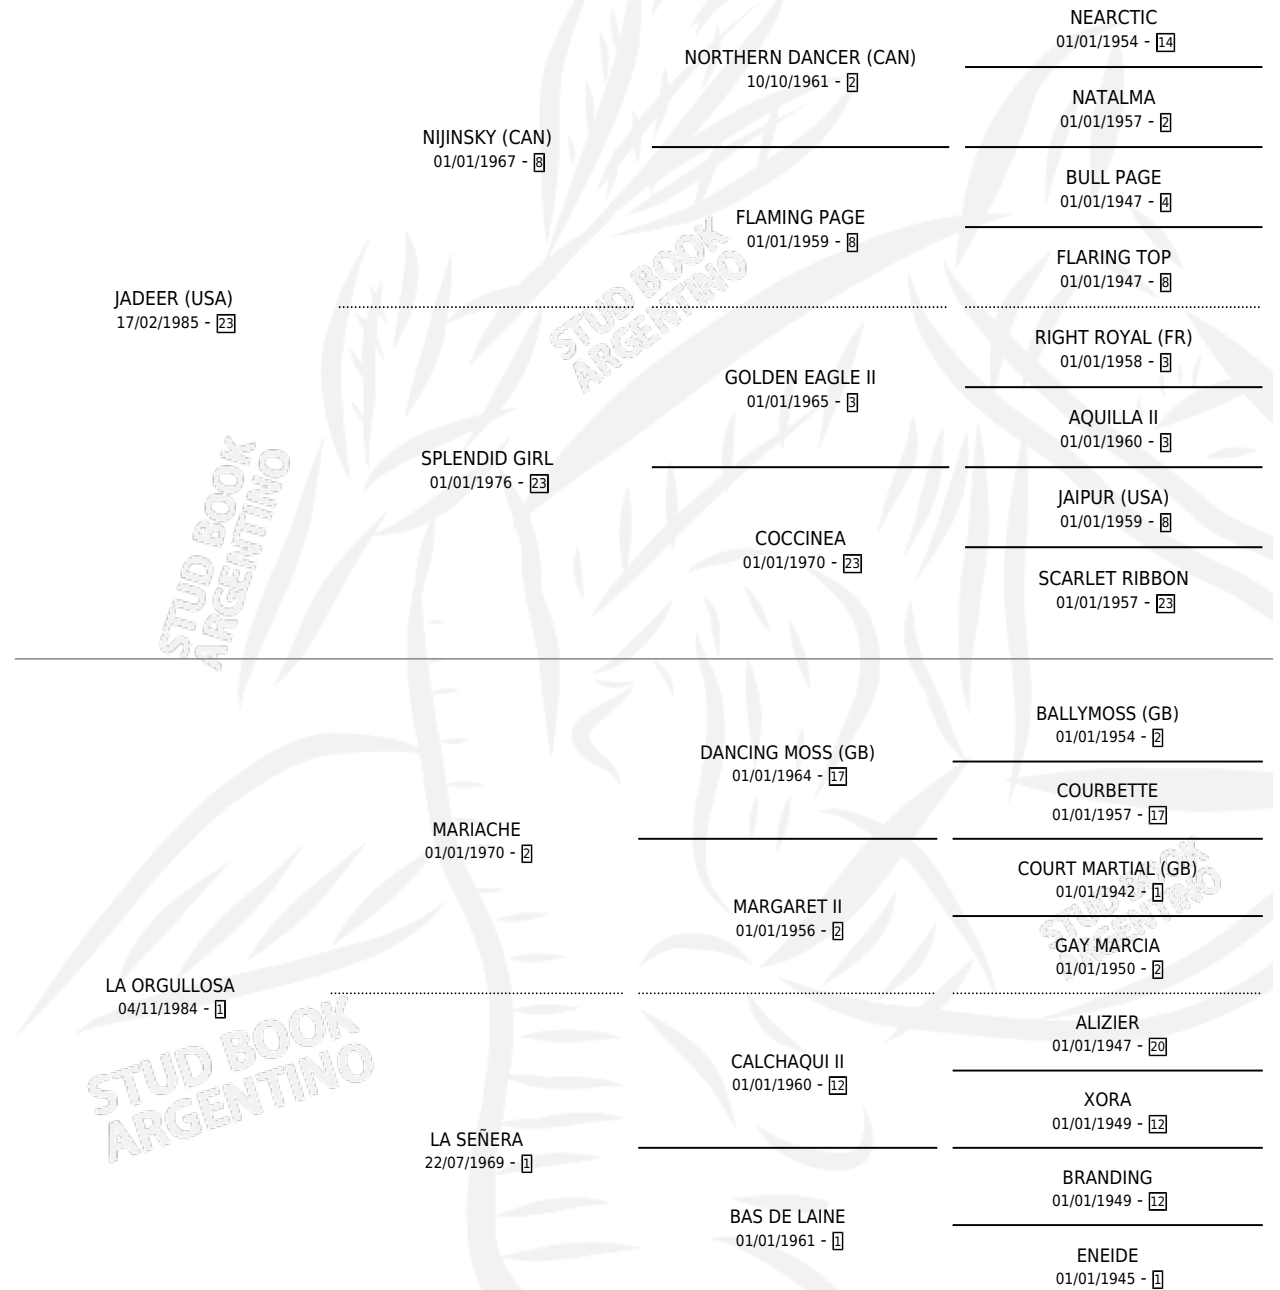 NEARCTIC
01/01/1954 - 14
NORTHERN DANCER (CAN)
10/10/1961 - 2
NATALMA
01/01/1957 - 2
NIJINSKY (CAN)
01/01/1967 - 8
BULL PAGE
01/01/1947 - 4
FLAMING PAGE
01/01/1959 - 8
FLARING TOP
01/01/1947 - 8
JADEER (USA)
17/02/1985 - 23
RIGHT ROYAL (FR)
01/01/1958 - 3
GOLDEN EAGLE II
01/01/1965 - 3
AQUILLA II
01/01/1960 - 3
SPLENDID GIRL
01/01/1976 - 23
JAIPUR (USA)
01/01/1959 - 8
COCCINEA
01/01/1970 - 23
SCARLET RIBBON
01/01/1957 - 23
STUD BOOK
ARGENTINO
STUD BOOK
ARGENTINO
BALLYMOSS (GB)
01/01/1954 - 2
DANCING MOSS (GB)
01/01/1964 - 17
COURBETTE
01/01/1957 - 17
MARIACHE
01/01/1970 - 2
COURT MARTIAL (GB)
01/01/1942 - 1
MARGARET II
01/01/1956 - 2
GAY MARCIA
01/01/1950 - 2
LA ORGULLOSA
04/11/1984 - 1
ALIZIER
01/01/1947 - 20
CALCHAQUI II
01/01/1960 - 12
XORA
01/01/1949 - 12
LA SEÑERA
22/07/1969 - 1
BRANDING
01/01/1949 - 12
BAS DE LAINE
01/01/1961 - 1
ENEIDE
01/01/1945 - 1
STUD BOOK
ARGENTINO
STUD BOOK
ARGENTINO